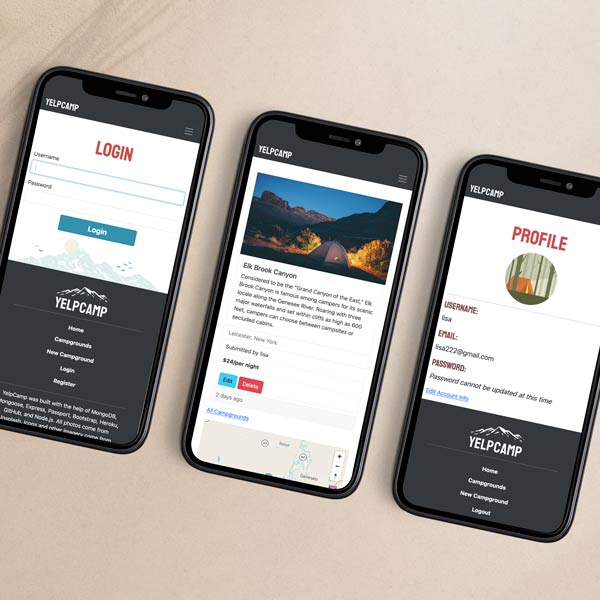 YELPCAMP
LOGIN
Username
Password
Login
YELPCAMP
Home
Campgrounds
New Campground
Login
Register
YelpCamp was built with the help of MongoDB,
Mongoose, Express, Passport, Bootstrap, Heroku,
GitHub, and Node.js. All photos come from
Unsplash. Icons and other imagery come from
YELPCAMP
Elk Brook Canyon
Considered to be the "Grand Canyon of the East," Elk
Brook Canyon is famous among campers for its scenic
locale along the Genesee River. Roaring with three
major waterfalls and set within cliffs as high as 600
feet, campers can choose between campsites or
secluded cabins.
Leicester, New York
Submitted by lisa
$24/per night
Edit
Delete
2 days ago
All Campgrounds
Geneseo
YELPCAMP
PROFILE
USERNAME:
lisa
EMAIL:
lisa222@gmail.com
PASSWORD:
Password cannot be updated at this time
Edit Account Info
YELPCAMP
Home
Campgrounds
New Campground
Logout